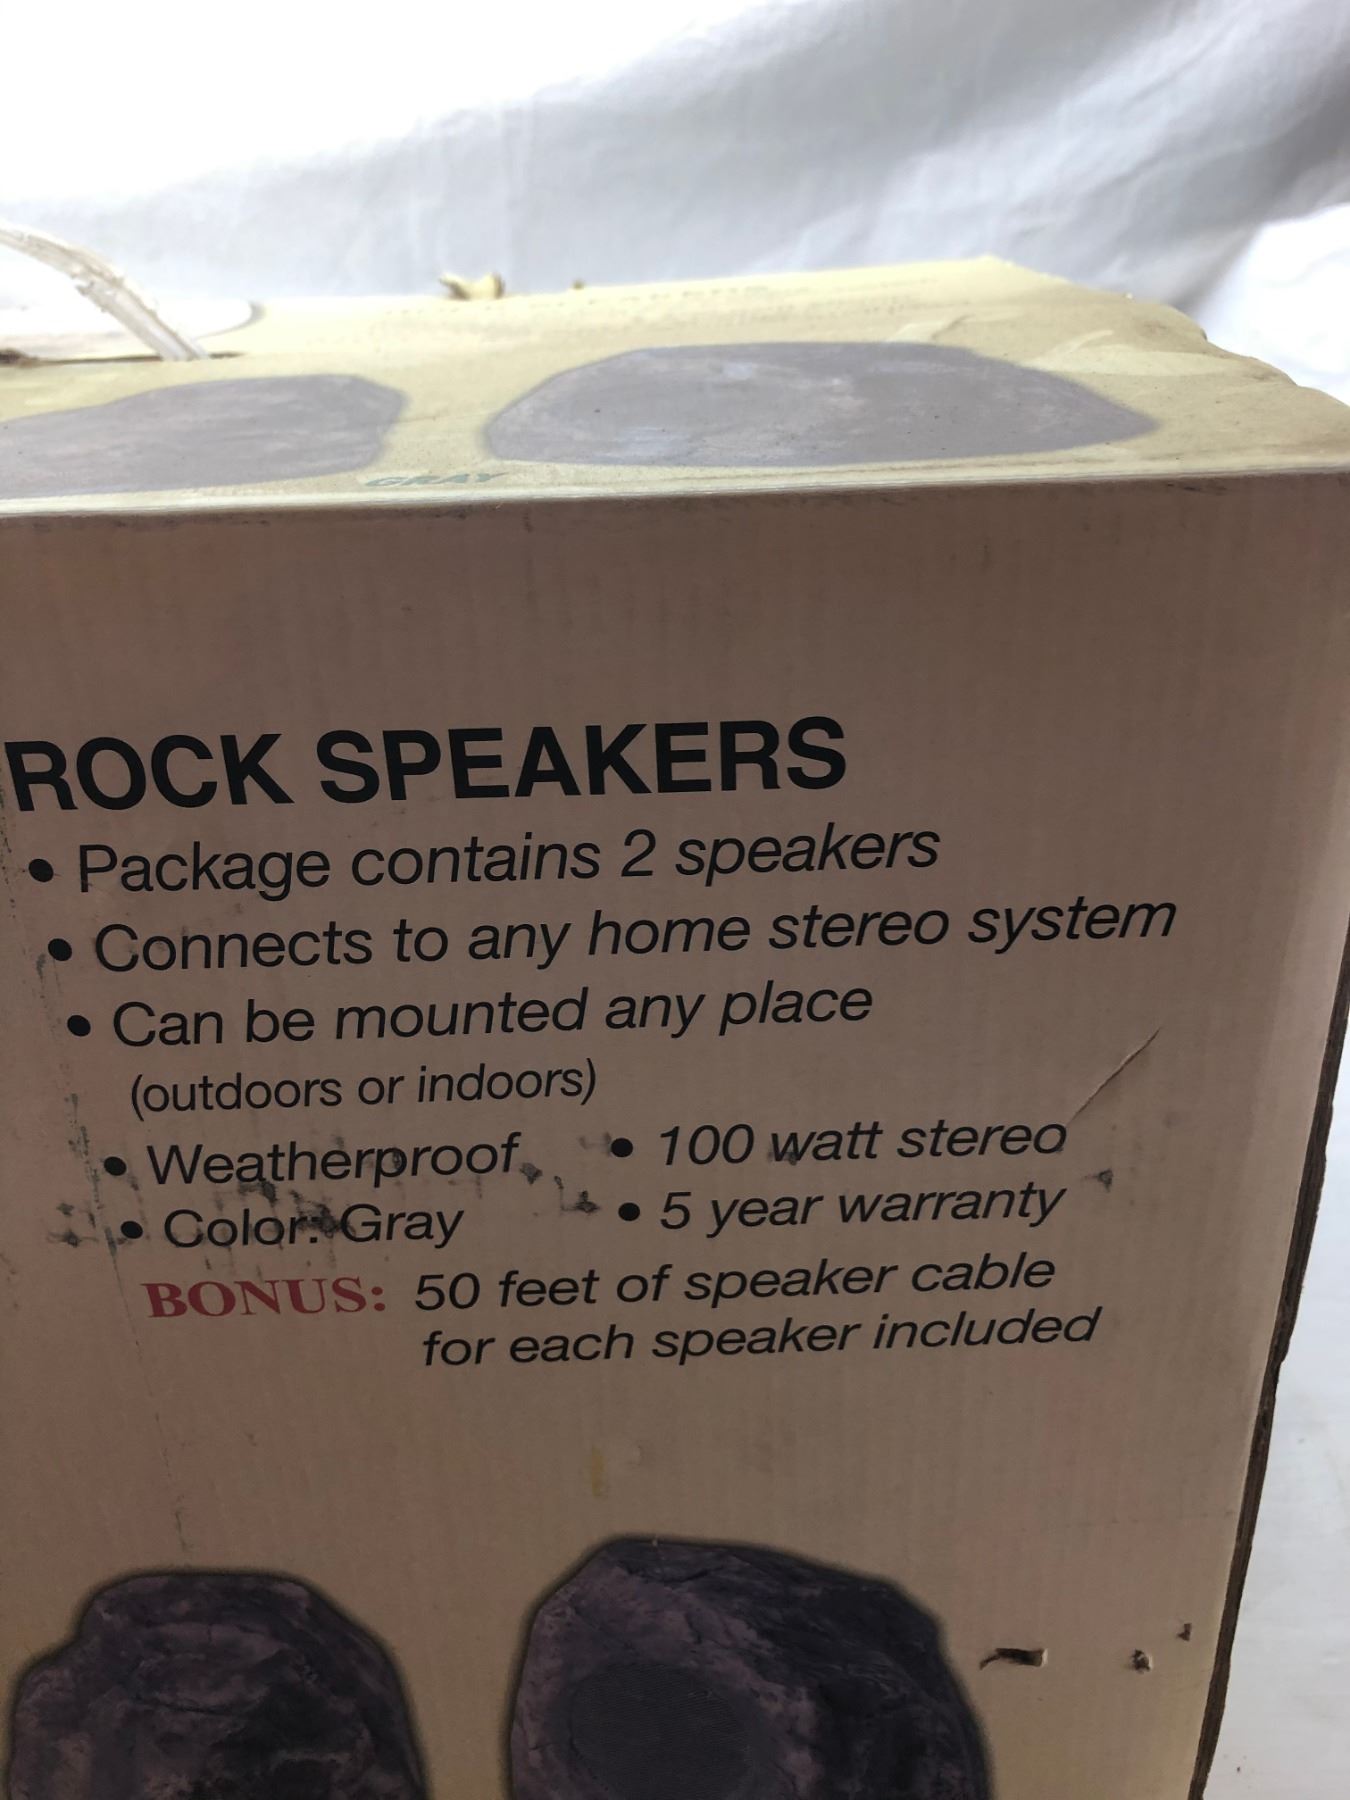 GRAY
ROCK SPEAKERS
• Package contains 2 speakers
• Connects to any home stereo system
• Can be mounted any place
(outdoors or indoors)
• Weatherproof • 100 watt stereo
• Color: Gray • 5 year warranty
BONUS: 50 feet of speaker cable
for each speaker included